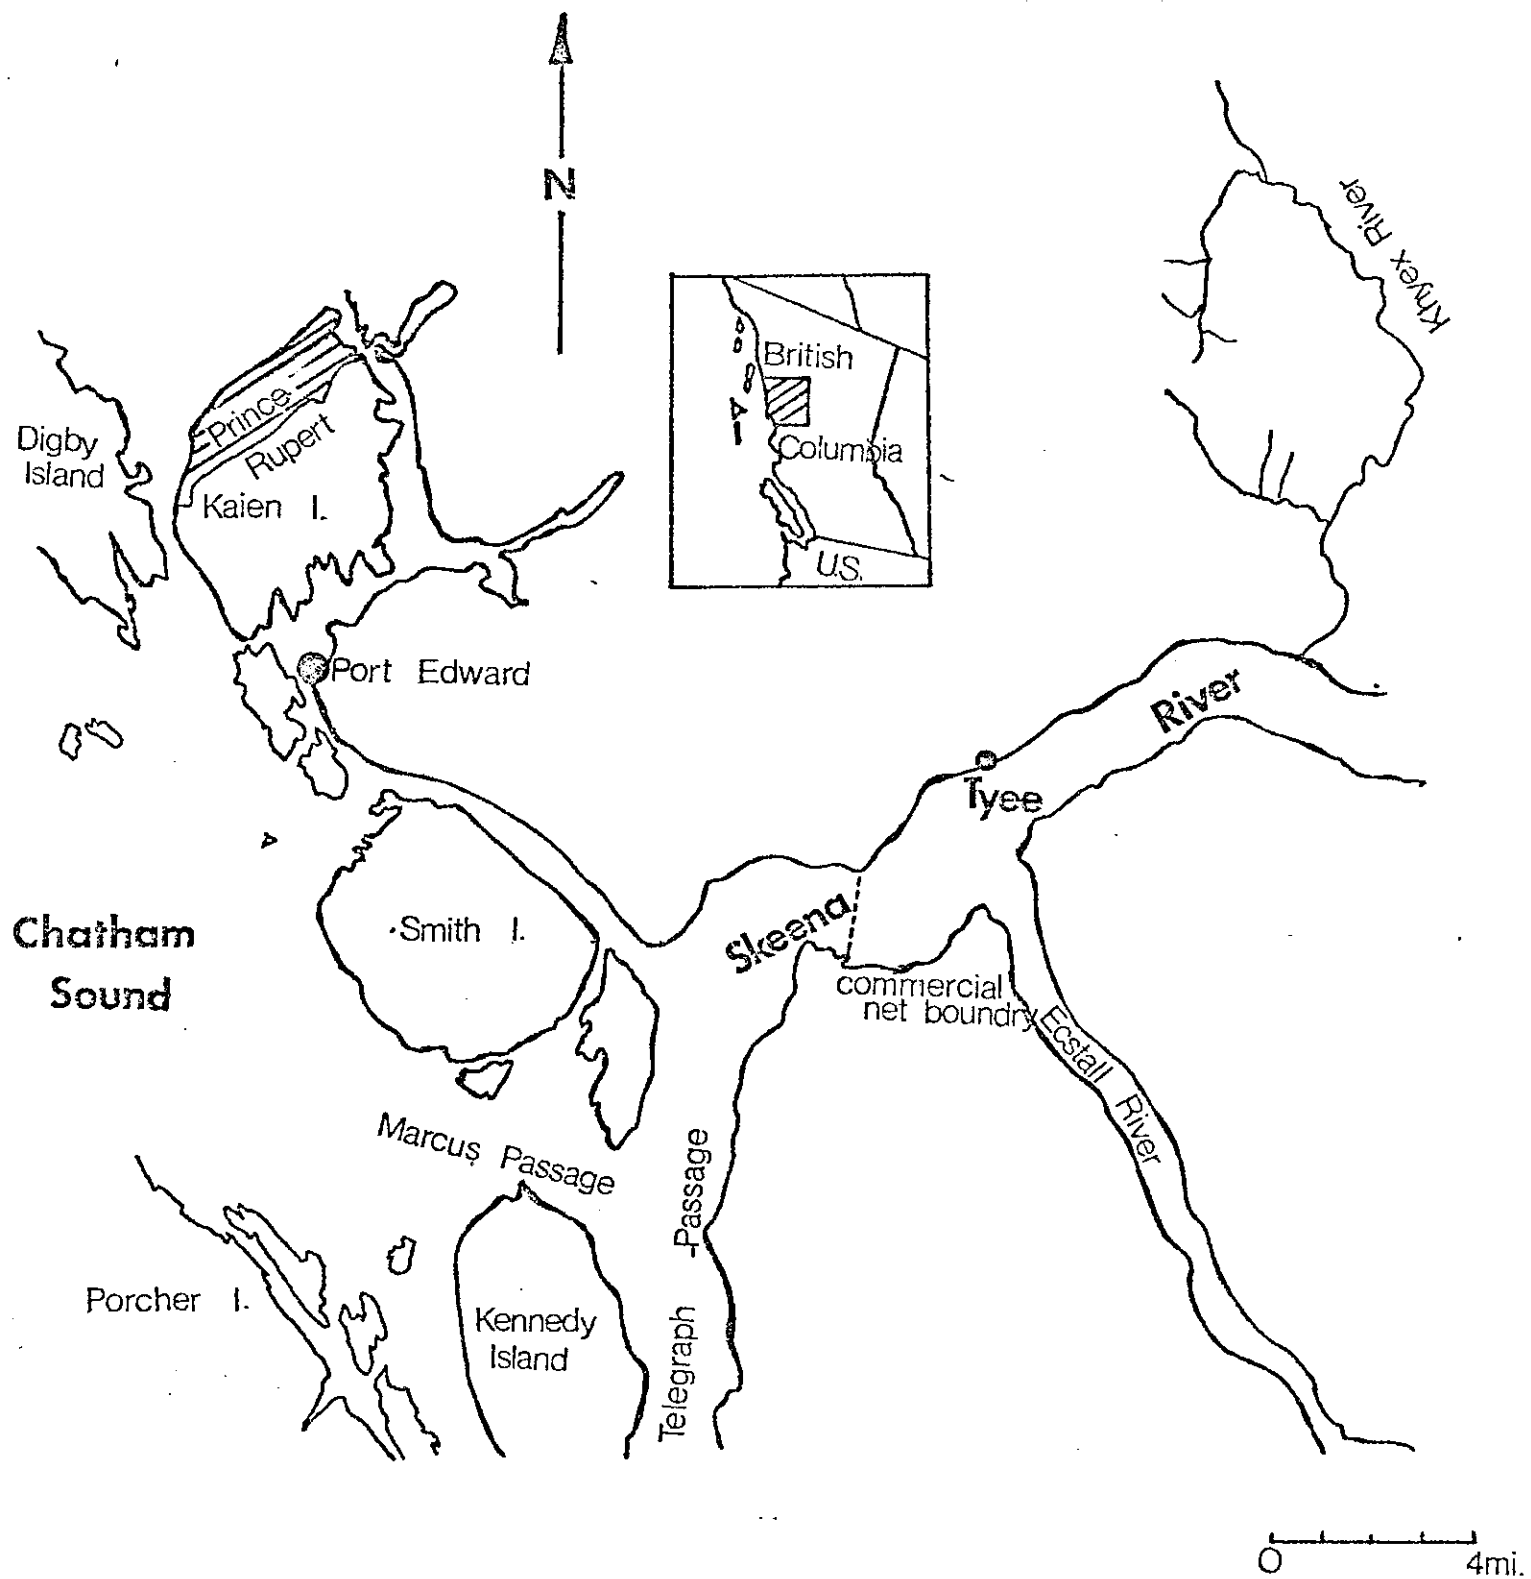 N
Khyex River
British
Columbia
U.S.
Digby
Island
Prince
Rupert
Kaien I.
Port Edward
River
Tyee
Skeena
Smith I.
Chatham
Sound
commercial
net boundry
Ecstall River
Marcus Passage
Telegraph Passage
Porcher I.
Kennedy
Island
0 4mi.